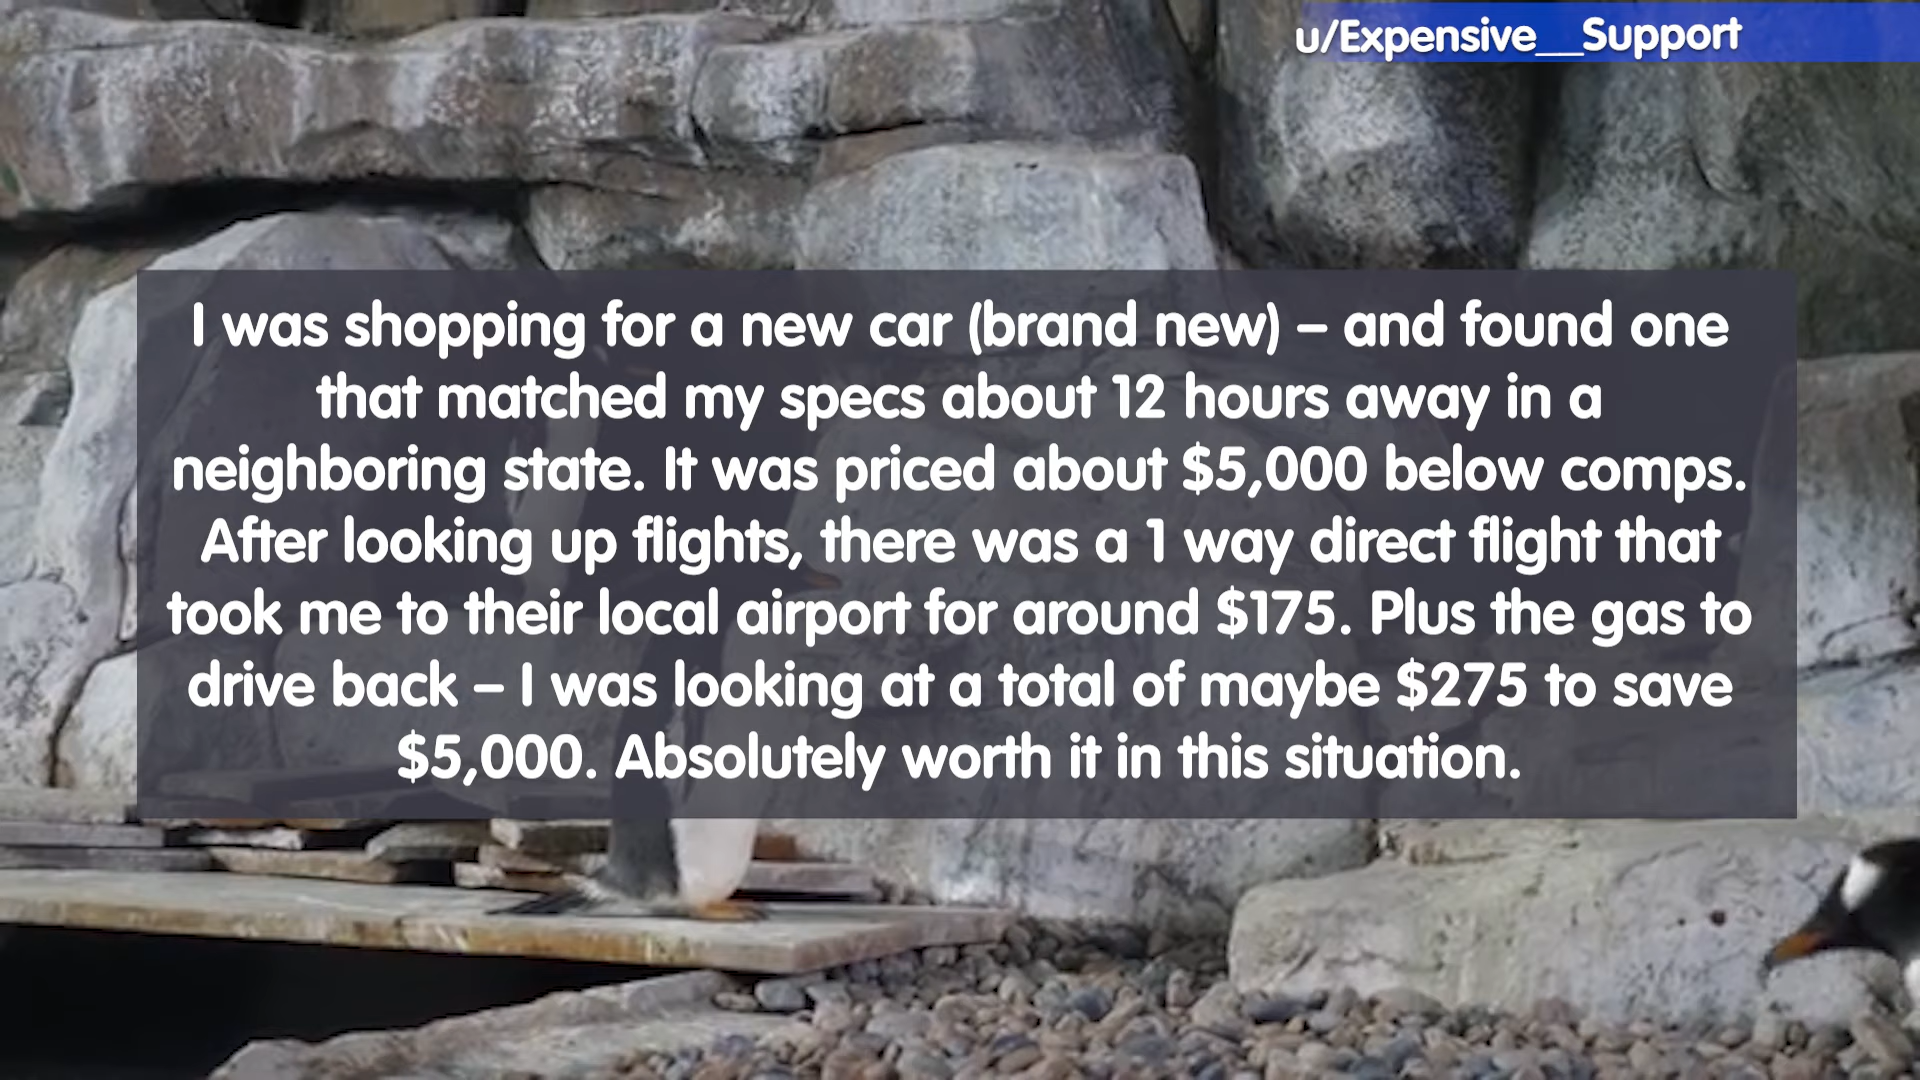 u/Expensive__Support
I was shopping for a new car (brand new) – and found one
that matched my specs about 12 hours away in a
neighboring state. It was priced about $5,000 below comps.
After looking up flights, there was a 1 way direct flight that
took me to their local airport for around $175. Plus the gas to
drive back – I was looking at a total of maybe $275 to save
$5,000. Absolutely worth it in this situation.